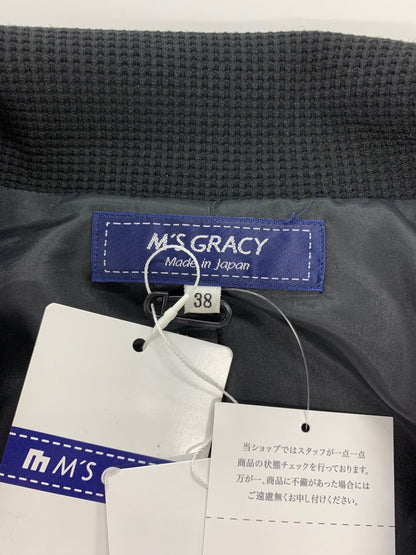 M'S GRACY
Made in Japan
38
M'S
当ショップではスタッフが一点一点
商品の状態チェックを行っております。
万が一、商品に不備があった場合には
ご遠慮無くお申し付けください。